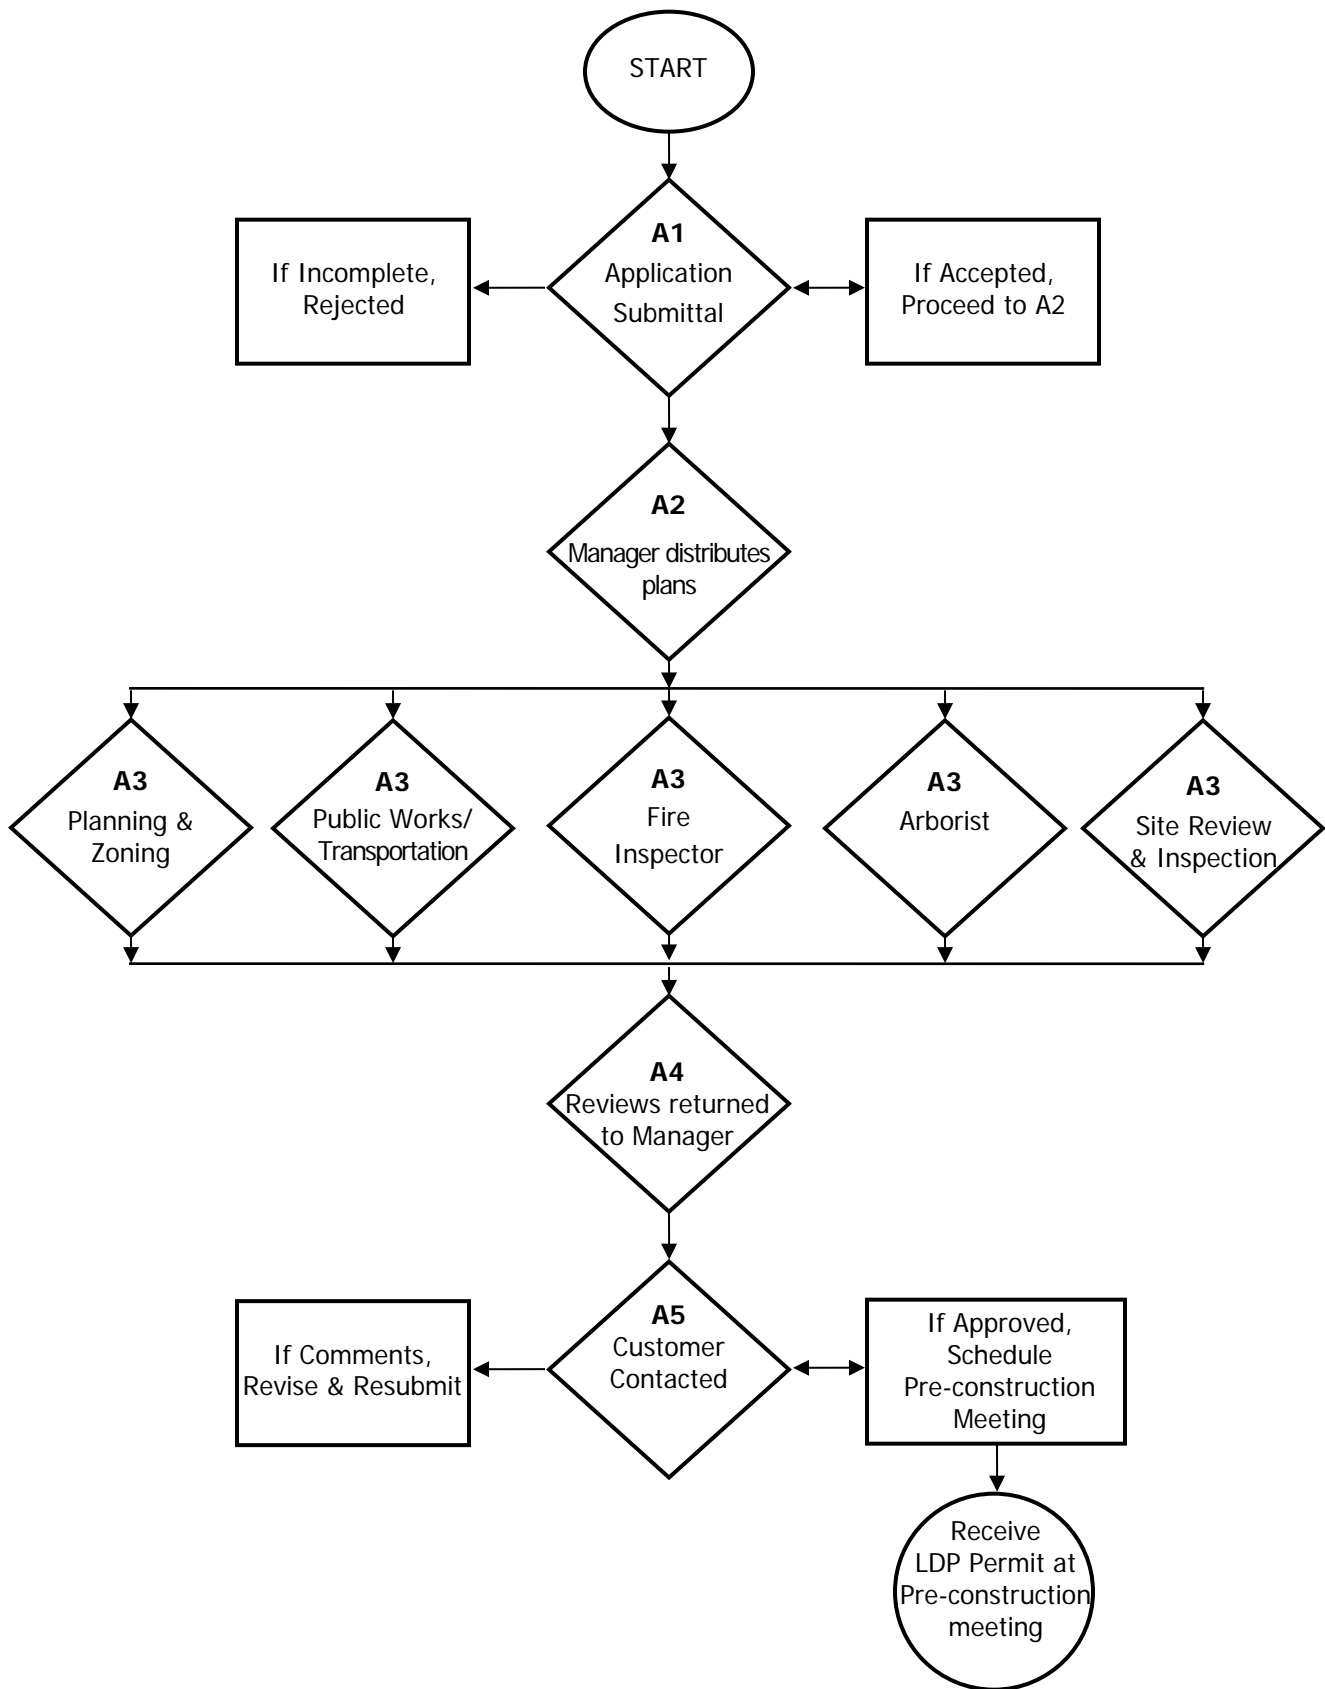 START
A1
Application
Submittal
If Incomplete,
Rejected
If Accepted,
Proceed to A2
A2
Manager distributes
plans
A3
Planning &
Zoning
A3
Public Works/
Transportation
A3
Fire
Inspector
A3
Arborist
A3
Site Review
& Inspection
A4
Reviews returned
to Manager
A5
Customer
Contacted
If Comments,
Revise & Resubmit
If Approved,
Schedule
Pre-construction
Meeting
Receive
LDP Permit at
Pre-construction
meeting